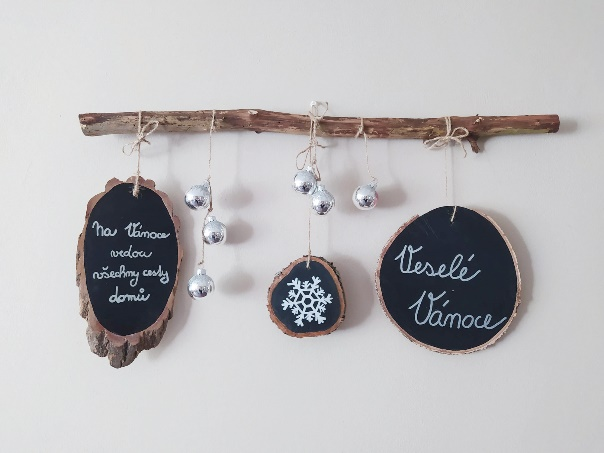 Na Vánoce
vedou
všechny cesty
domů
Veselé
Vánoce